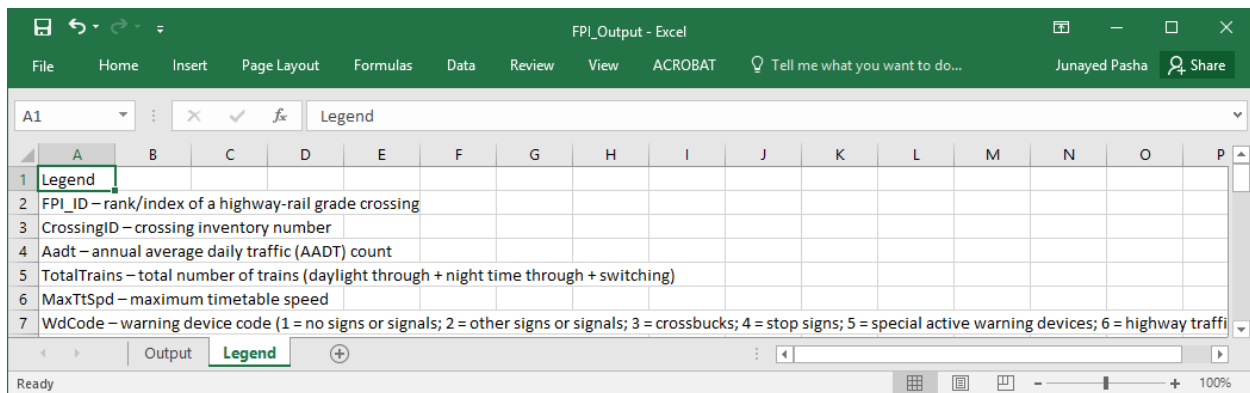 FPI_Output - Excel
File Home Insert Page Layout Formulas Data Review View ACROBAT Tell me what you want to do... Junayed Pasha Share
A1 fx Legend
A B C D E F G H I J K L M N O P
1 Legend
2 FPI_ID – rank/index of a highway-rail grade crossing
3 CrossingID – crossing inventory number
4 Aadt – annual average daily traffic (AADT) count
5 TotalTrains – total number of trains (daylight through + night time through + switching)
6 MaxTtSpd – maximum timetable speed
7 WdCode – warning device code (1 = no signs or signals; 2 = other signs or signals; 3 = crossbucks; 4 = stop signs; 5 = special active warning devices; 6 = highway traffi
Output Legend
Ready 100%